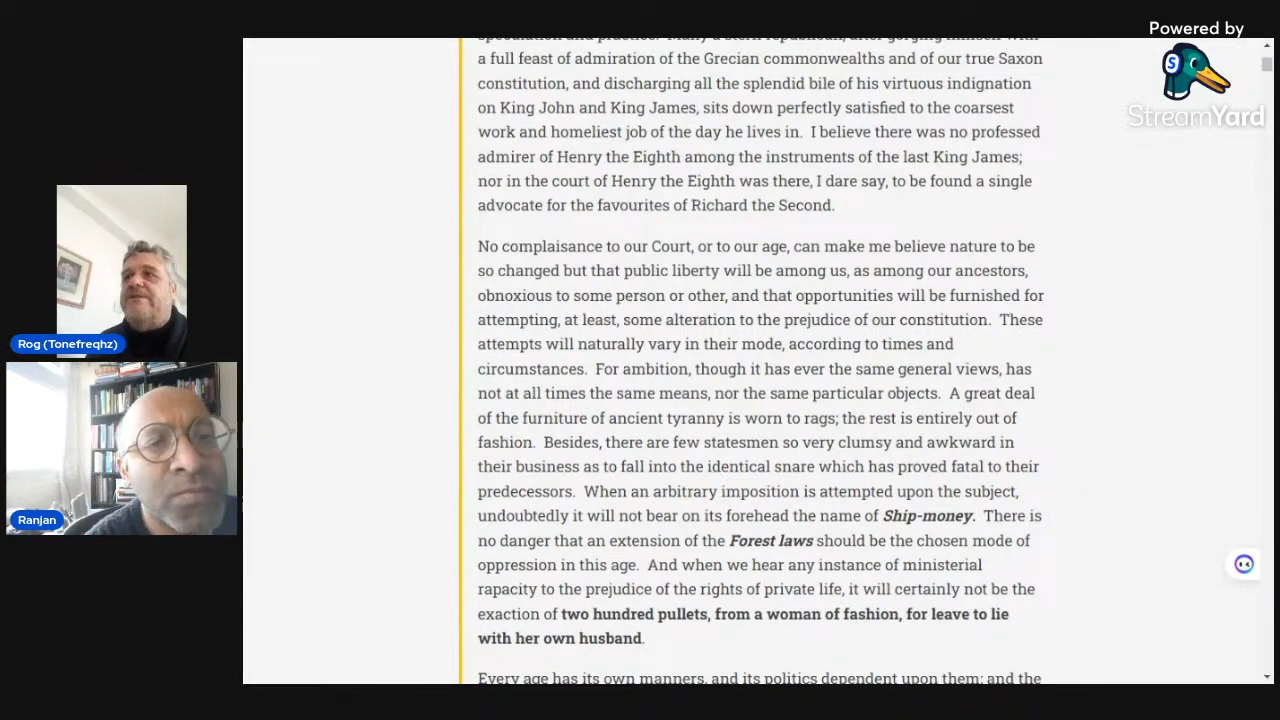 Powered by
StreamYard
speculation and practice. Many a stern republican, after gorging himself with
a full feast of admiration of the Grecian commonwealths and of our true Saxon
constitution, and discharging all the splendid bile of his virtuous indignation
on King John and King James, sits down perfectly satisfied to the coarsest
work and homeliest job of the day he lives in. I believe there was no professed
admirer of Henry the Eighth among the instruments of the last King James;
nor in the court of Henry the Eighth was there, I dare say, to be found a single
advocate for the favourites of Richard the Second.
No complaisance to our Court, or to our age, can make me believe nature to be
so changed but that public liberty will be among us, as among our ancestors,
obnoxious to some person or other, and that opportunities will be furnished for
attempting, at least, some alteration to the prejudice of our constitution. These
attempts will naturally vary in their mode, according to times and
circumstances. For ambition, though it has ever the same general views, has
not at all times the same means, nor the same particular objects. A great deal
of the furniture of ancient tyranny is worn to rags; the rest is entirely out of
fashion. Besides, there are few statesmen so very clumsy and awkward in
their business as to fall into the identical snare which has proved fatal to their
predecessors. When an arbitrary imposition is attempted upon the subject,
undoubtedly it will not bear on its forehead the name of Ship-money. There is
no danger that an extension of the Forest laws should be the chosen mode of
oppression in this age. And when we hear any instance of ministerial
rapacity to the prejudice of the rights of private life, it will certainly not be the
exaction of two hundred pullets, from a woman of fashion, for leave to lie
with her own husband.
Every age has its own manners, and its politics dependent upon them; and the
Rog (Tonefreqhz)
Ranjan